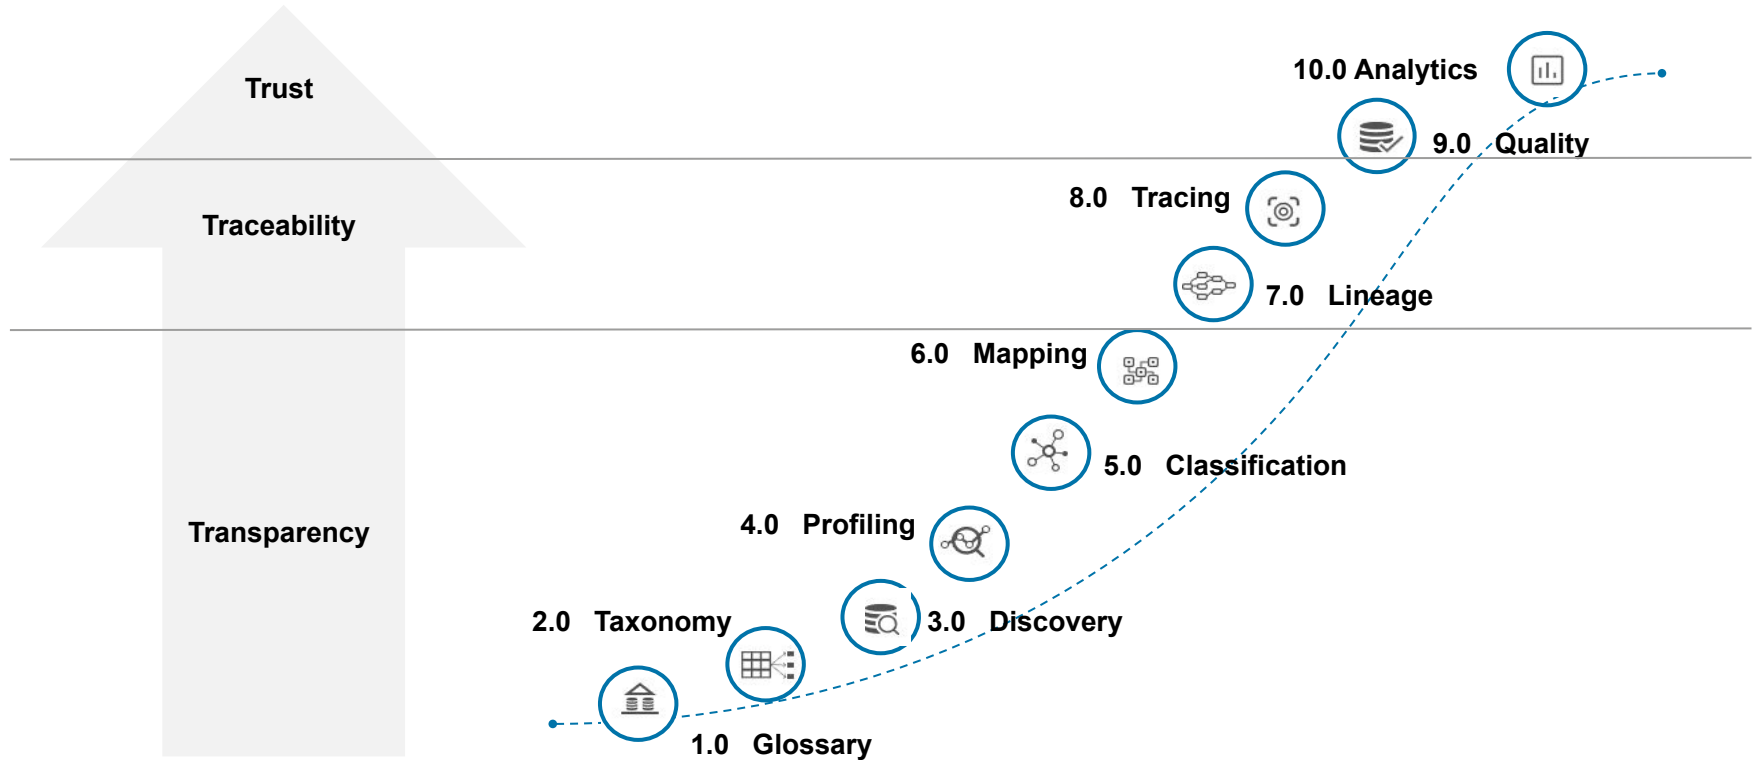 Trust
10.0 Analytics
9.0 Quality
Traceability
8.0 Tracing
7.0 Lineage
6.0 Mapping
Transparency
5.0 Classification
4.0 Profiling
3.0 Discovery
2.0 Taxonomy
1.0 Glossary